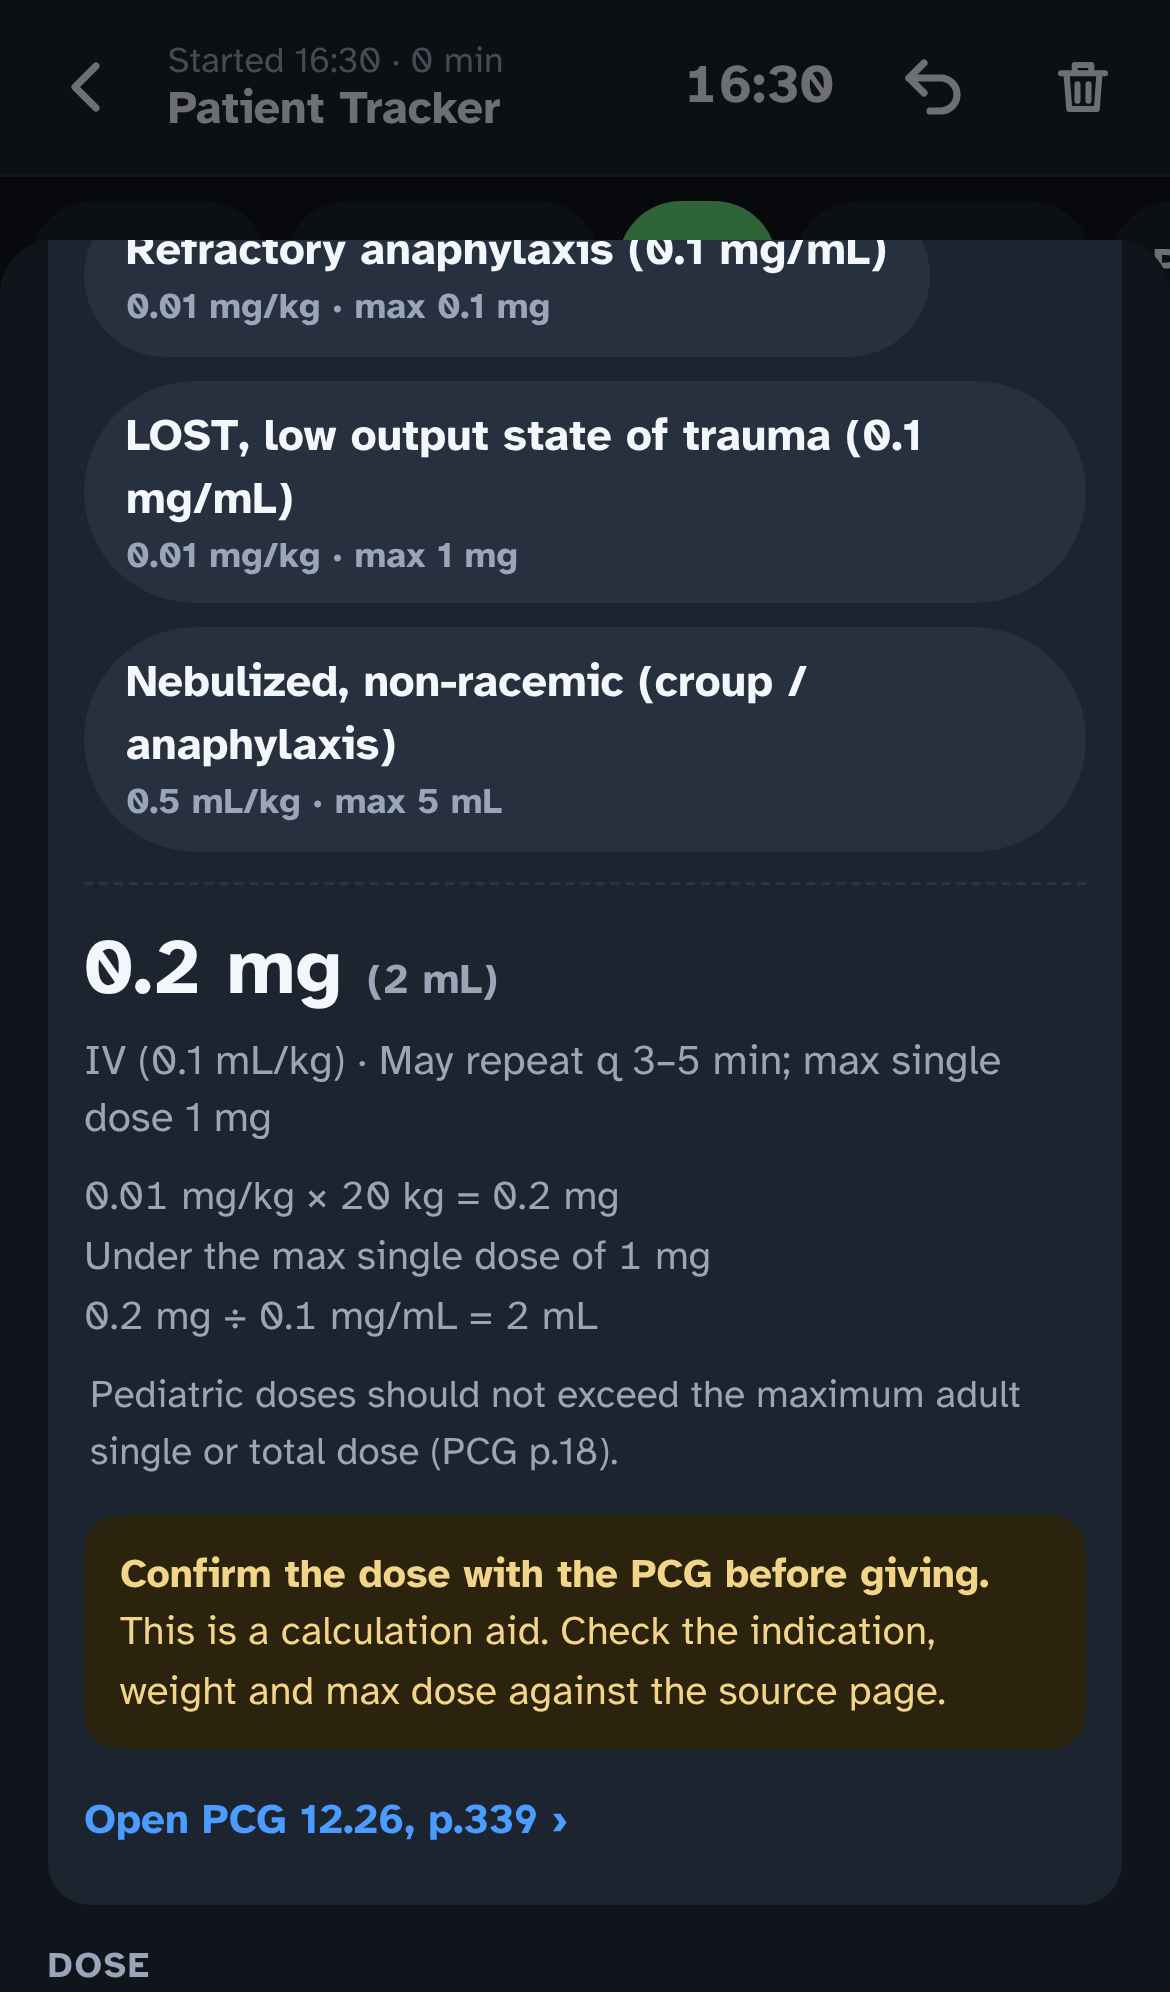 Started 16:30 · 0 min
Patient Tracker
16:30
Refractory anaphylaxis (0.1 mg/mL)
0.01 mg/kg · max 0.1 mg
LOST, low output state of trauma (0.1
mg/mL)
0.01 mg/kg · max 1 mg
Nebulized, non-racemic (croup /
anaphylaxis)
0.5 mL/kg · max 5 mL
0.2 mg (2 mL)
IV (0.1 mL/kg) · May repeat q 3–5 min; max single
dose 1 mg
0.01 mg/kg × 20 kg = 0.2 mg
Under the max single dose of 1 mg
0.2 mg ÷ 0.1 mg/mL = 2 mL
Pediatric doses should not exceed the maximum adult
single or total dose (PCG p.18).
Confirm the dose with the PCG before giving.
This is a calculation aid. Check the indication,
weight and max dose against the source page.
Open PCG 12.26, p.339 ›
DOSE